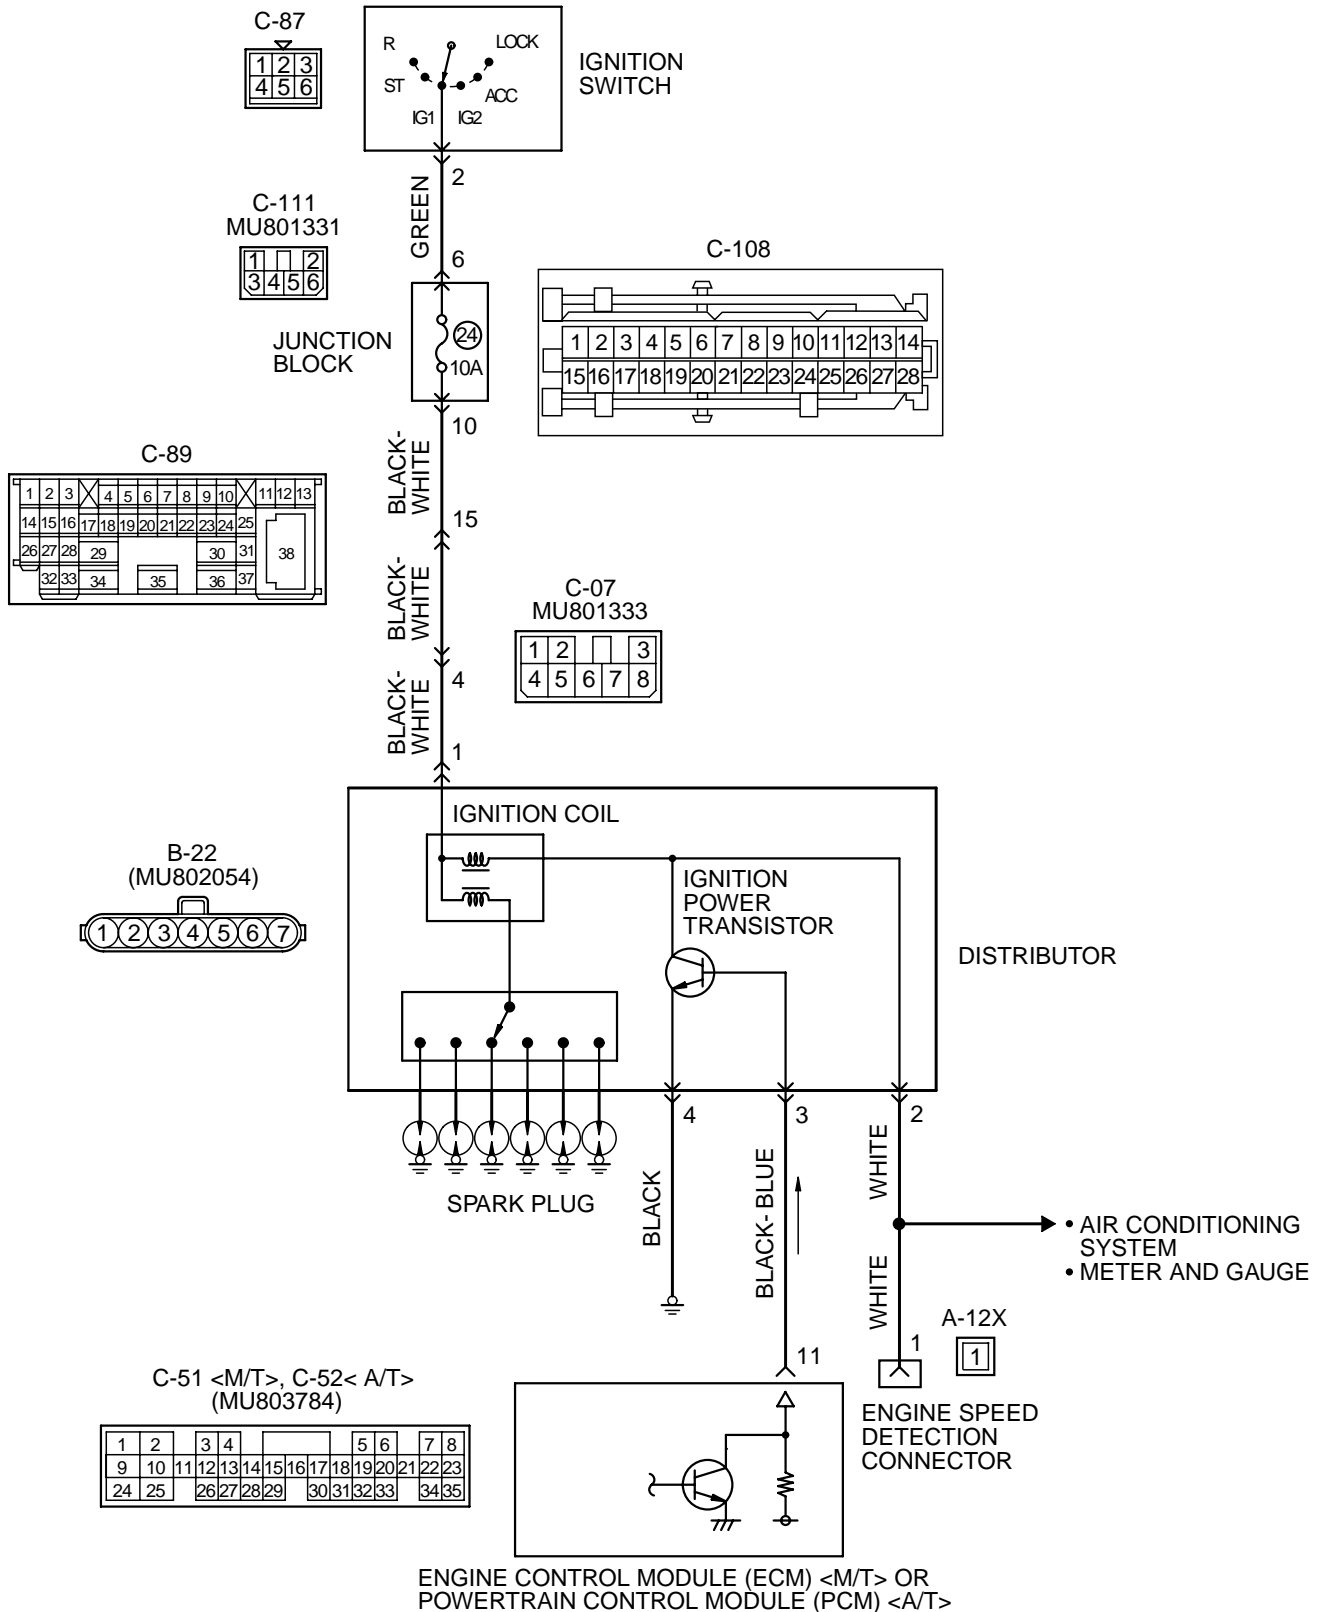 C-87
1 2 3
4 5 6
R
LOCK
ST
ACC
IG1
IG2
IGNITION
SWITCH
2
GREEN
C-111
MU801331
1 2
3 4 5 6
6
JUNCTION
BLOCK
24
10A
C-108
1 2 3 4 5 6 7 8 9 10 11 12 13 14
15 16 17 18 19 20 21 22 23 24 25 26 27 28
10
BLACK-
WHITE
C-89
1 2 3 4 5 6 7 8 9 10 11 12 13
14 15 16 17 18 19 20 21 22 23 24 25
26 27 28 29 30 31 38
32 33 34 35 36 37
15
BLACK-
WHITE
C-07
MU801333
1 2 3
4 5 6 7 8
4
BLACK-
WHITE
1
IGNITION COIL
B-22
(MU802054)
1 2 3 4 5 6 7
IGNITION
POWER
TRANSISTOR
DISTRIBUTOR
4
3
2
SPARK PLUG
BLACK
BLACK- BLUE
WHITE
WHITE
• AIR CONDITIONING
SYSTEM
• METER AND GAUGE
A-12X
1
1
11
ENGINE SPEED
DETECTION
CONNECTOR
C-51 <M/T>, C-52< A/T>
(MU803784)
1 2 3 4 5 6 7 8
9 10 11 12 13 14 15 16 17 18 19 20 21 22 23
24 25 26 27 28 29 30 31 32 33 34 35
ENGINE CONTROL MODULE (ECM) <M/T> OR
POWERTRAIN CONTROL MODULE (PCM) <A/T>